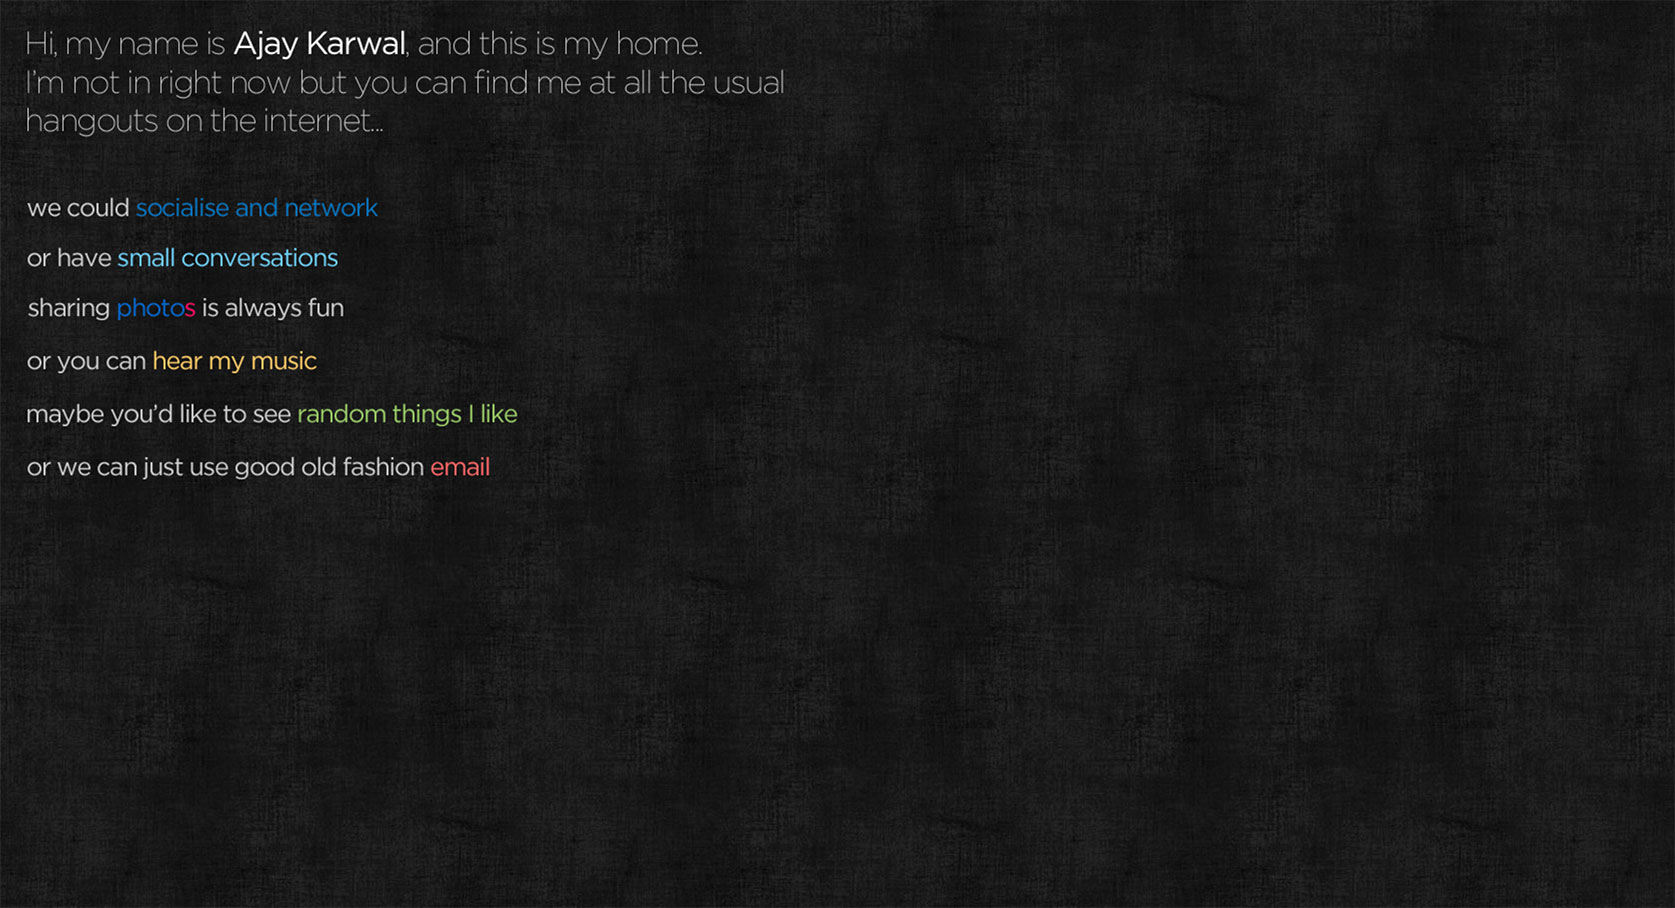 Hi, my name is Ajay Karwal, and this is my home.
I'm not in right now but you can find me at all the usual
hangouts on the internet...
we could socialise and network
or have small conversations
sharing photos is always fun
or you can hear my music
maybe you'd like to see random things I like
or we can just use good old fashion email